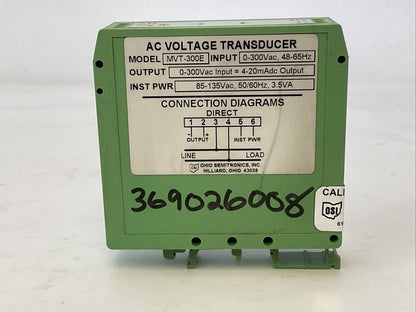 AC VOLTAGE TRANSDUCER
MODEL MVT-300E INPUT 0-300Vac, 48-65Hz
OUTPUT 0-300Vac Input = 4-20mAdc Output
INST PWR 85-135Vac, 50/60Hz, 3.5VA
CONNECTION DIAGRAMS
DIRECT
1 2 3 4 5 6
- + INST PWR
OUTPUT
LINE LOAD
OHIO SEMITRONICS, INC.
HILLIARD, OHIO 43026
369026008
OSI